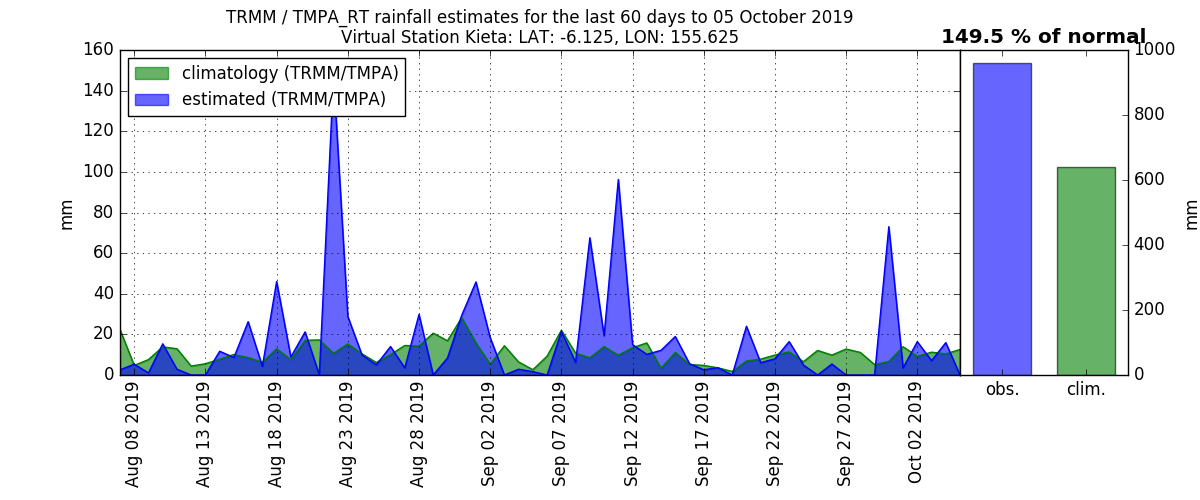 TRMM / TMPA_RT rainfall estimates for the last 60 days to 05 October 2019
Virtual Station Kieta: LAT: -6.125, LON: 155.625
149.5 % of normal
climatology (TRMM/TMPA)
estimated (TRMM/TMPA)
160
140
120
100
80
60
40
20
0
mm
Aug 08 2019
Aug 13 2019
Aug 18 2019
Aug 23 2019
Aug 28 2019
Sep 02 2019
Sep 07 2019
Sep 12 2019
Sep 17 2019
Sep 22 2019
Sep 27 2019
Oct 02 2019
1000
800
600
400
200
0
mm
obs.
clim.